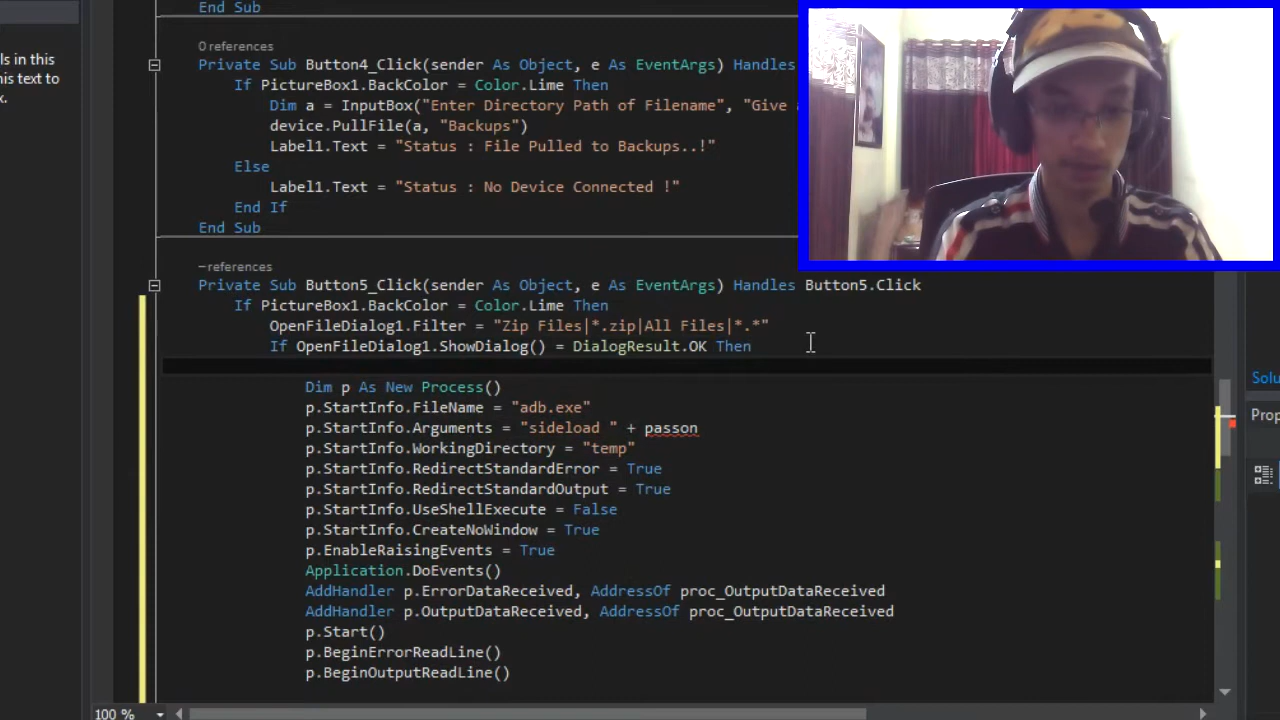 End Sub
ls in this
his text to
x.
0 references
Private Sub Button4_Click(sender As Object, e As EventArgs) Handles
If PictureBox1.BackColor = Color.Lime Then
Dim a = InputBox("Enter Directory Path of Filename", "Give a
device.PullFile(a, "Backups")
Label1.Text = "Status : File Pulled to Backups..!"
Else
Label1.Text = "Status : No Device Connected !"
End If
End Sub
– references
Private Sub Button5_Click(sender As Object, e As EventArgs) Handles Button5.Click
If PictureBox1.BackColor = Color.Lime Then
OpenFileDialog1.Filter = "Zip Files|*.zip|All Files|*.*"
If OpenFileDialog1.ShowDialog() = DialogResult.OK Then
Dim p As New Process()
p.StartInfo.FileName = "adb.exe"
p.StartInfo.Arguments = "sideload " + passon
p.StartInfo.WorkingDirectory = "temp"
p.StartInfo.RedirectStandardError = True
p.StartInfo.RedirectStandardOutput = True
p.StartInfo.UseShellExecute = False
p.StartInfo.CreateNoWindow = True
p.EnableRaisingEvents = True
Application.DoEvents()
AddHandler p.ErrorDataReceived, AddressOf proc_OutputDataReceived
AddHandler p.OutputDataReceived, AddressOf proc_OutputDataReceived
p.Start()
p.BeginErrorReadLine()
p.BeginOutputReadLine()
Solu
Prop
100 %